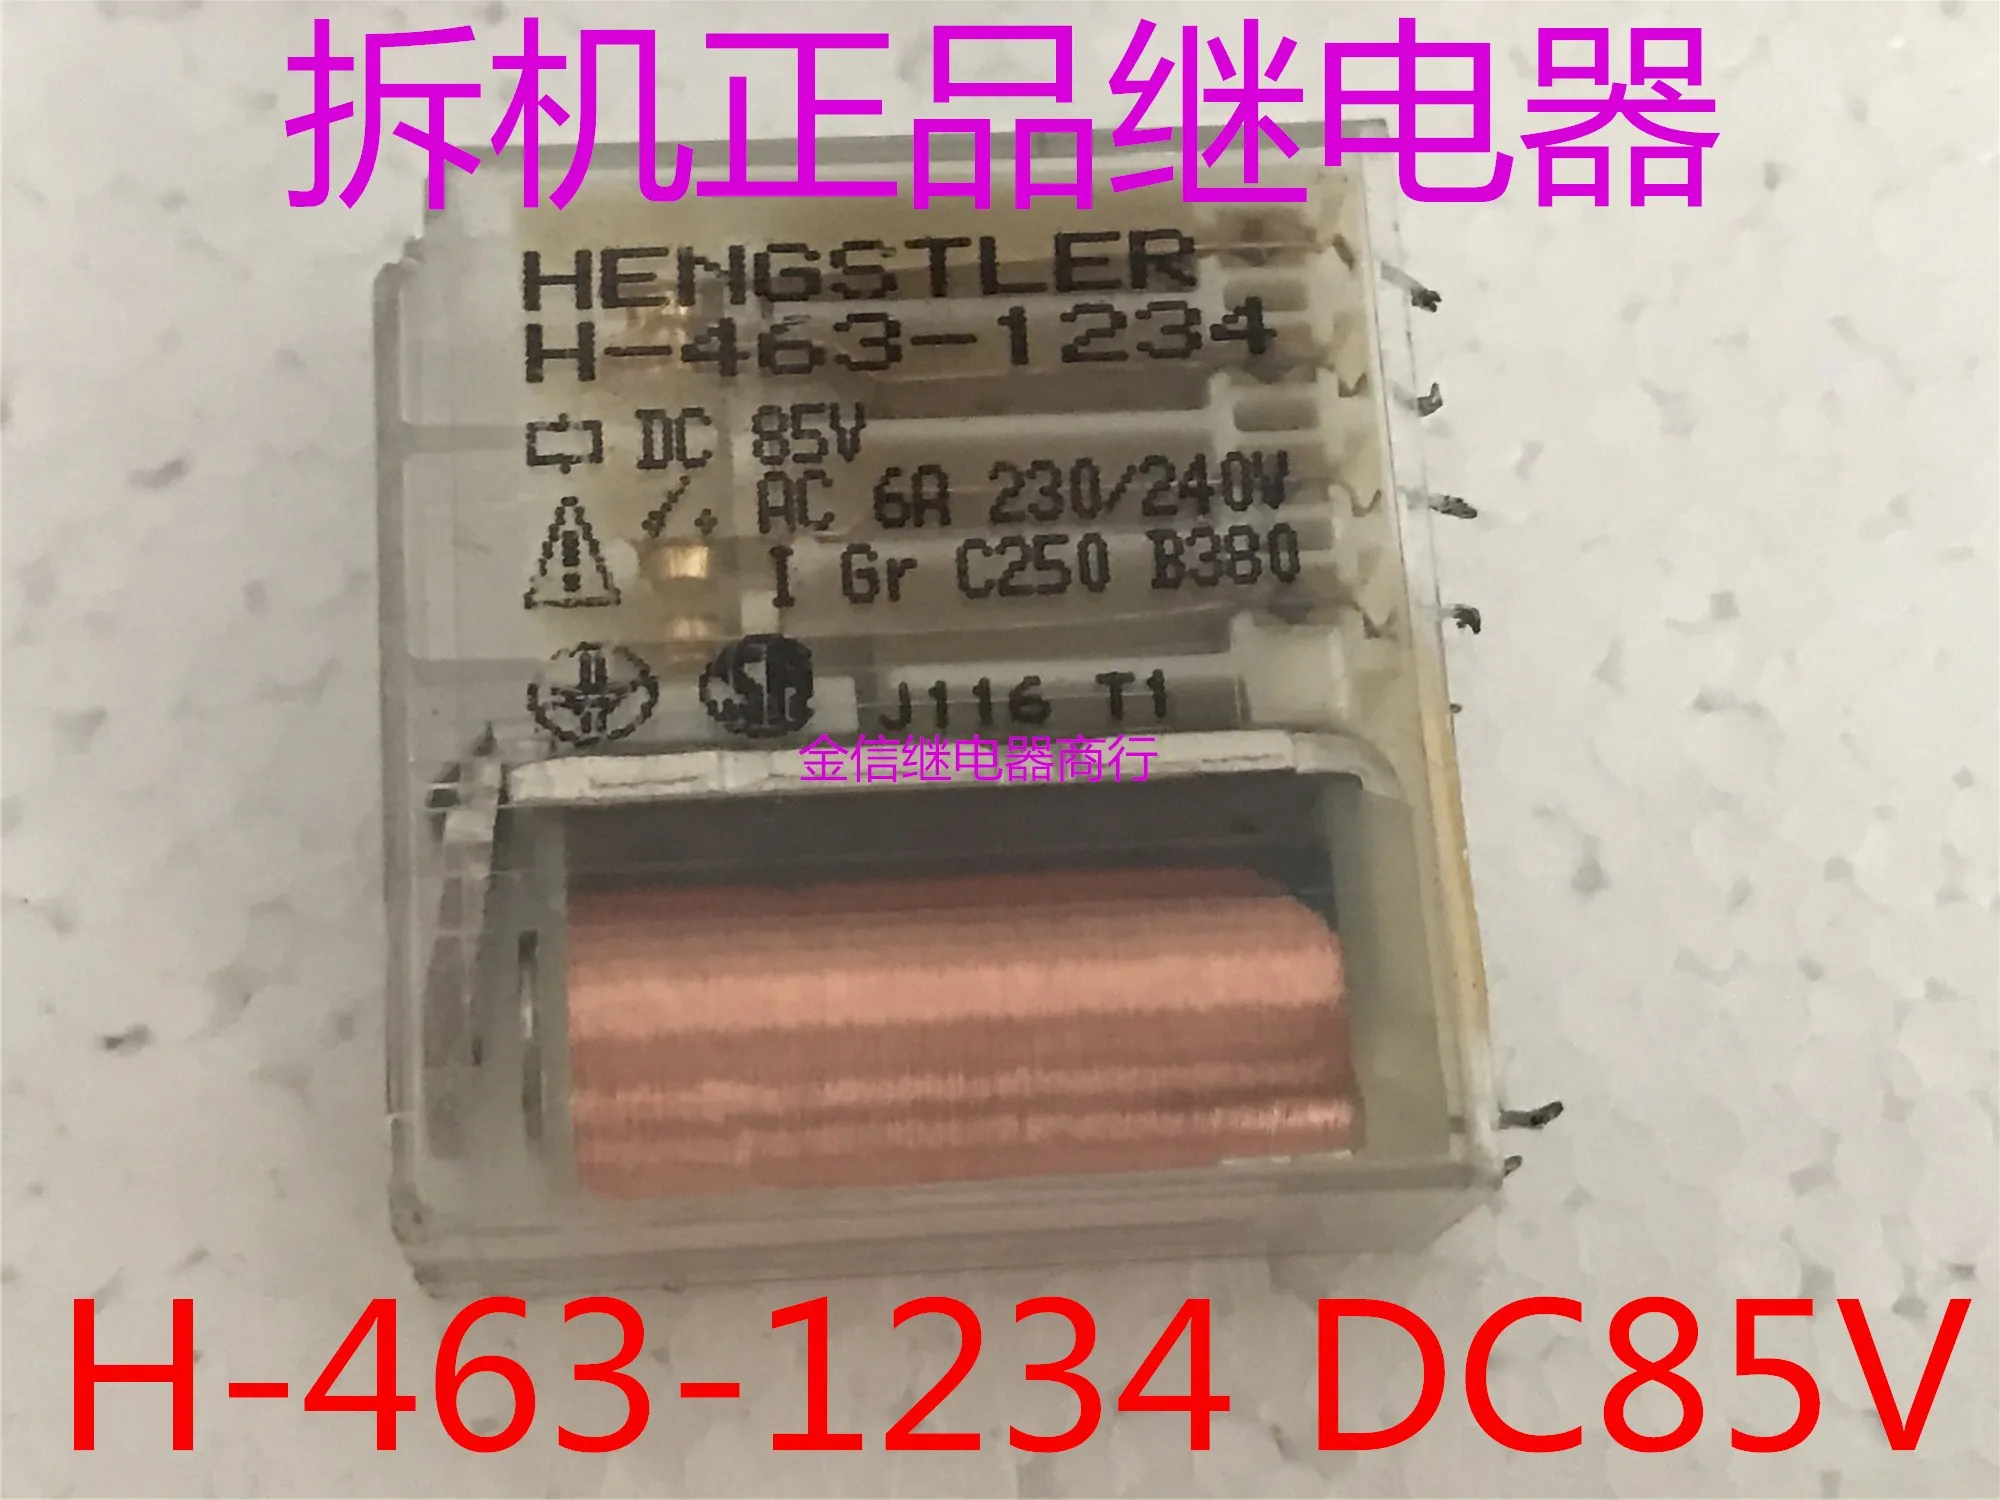 拆机正品继电器
HENGSTLER
H-463-1234
DC 85V
AC 6A 230/240V
I Gr C250 B380
J116 T1
金信继电器商行
H-463-1234 DC85V